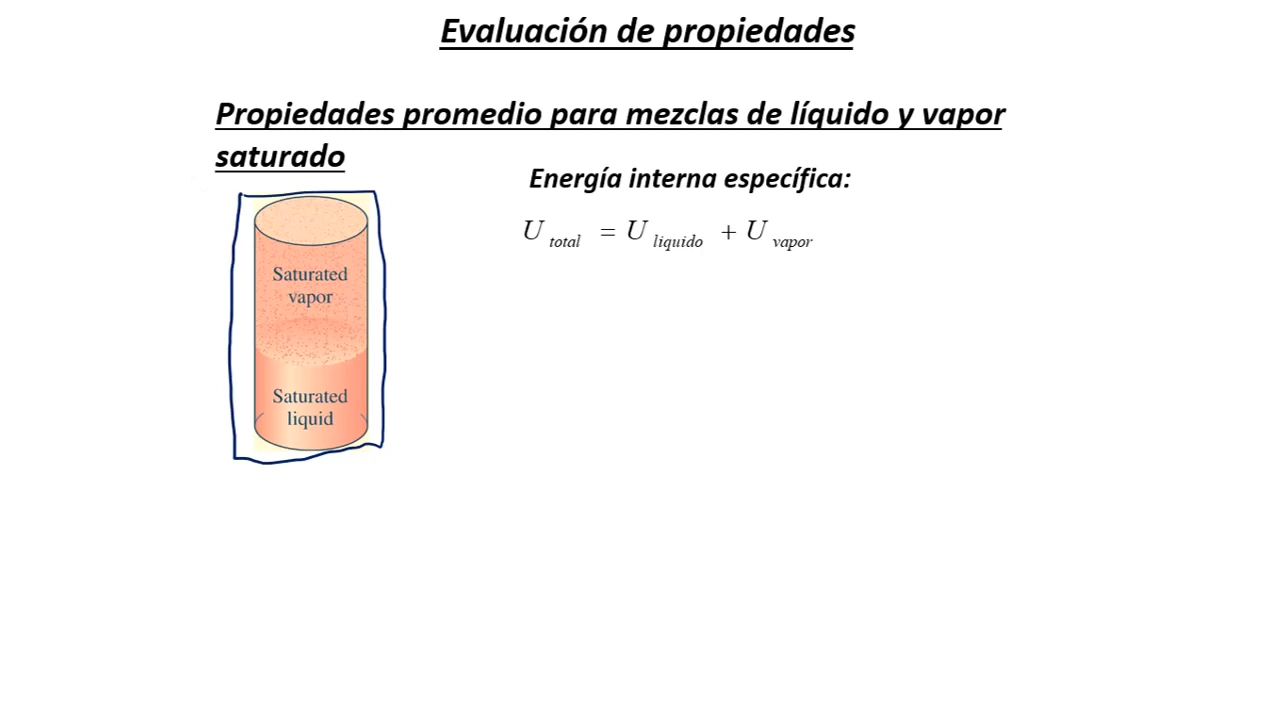 Evaluación de propiedades
Propiedades promedio para mezclas de líquido y vapor
saturado
Energía interna específica:
U total = U liquido + U vapor
Saturated
vapor
Saturated
liquid